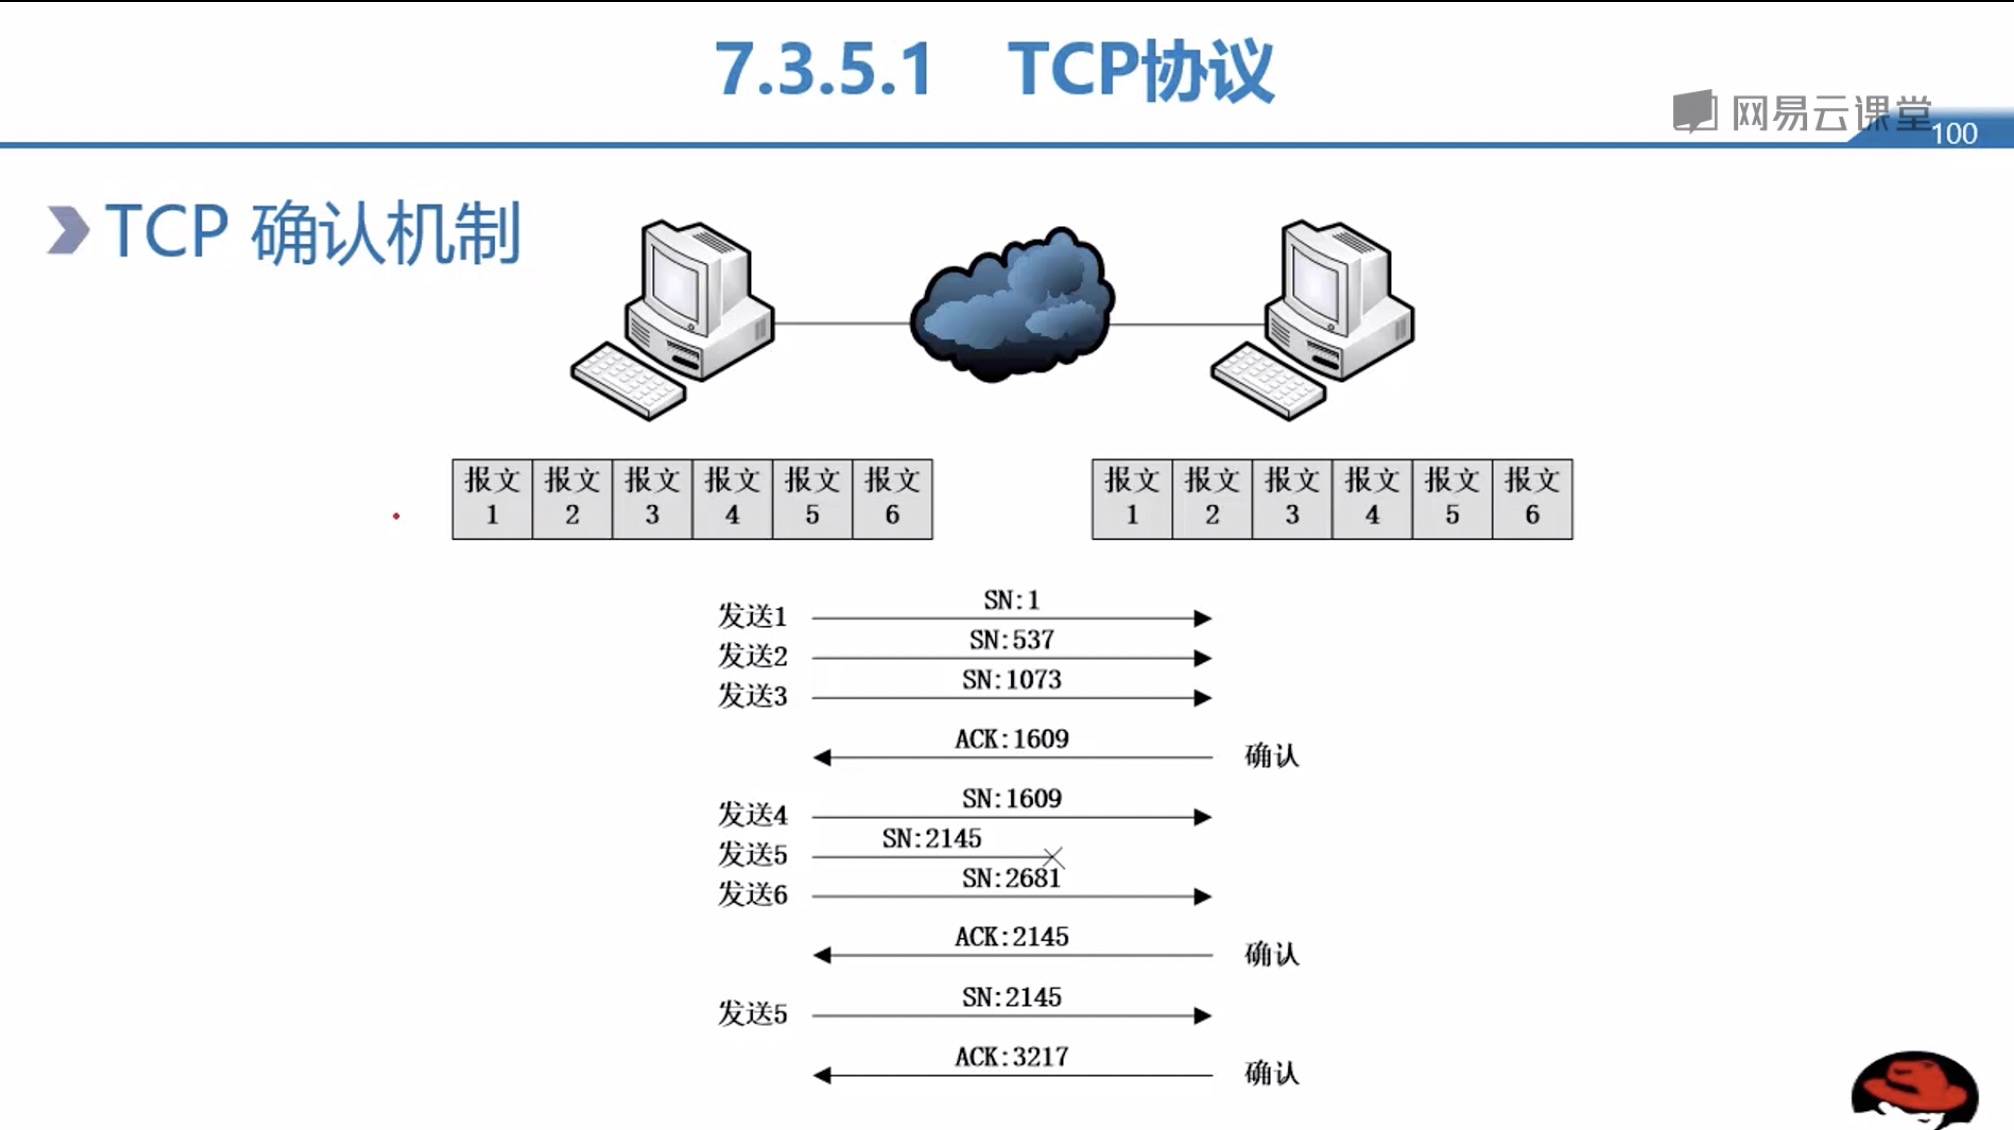 7.3.5.1 TCP协议
网易云课堂
100
TCP 确认机制
报文 报文 报文 报文 报文 报文
1 2 3 4 5 6
报文 报文 报文 报文 报文 报文
1 2 3 4 5 6
发送1 SN:1
发送2 SN:537
发送3 SN:1073
ACK:1609 确认
发送4 SN:1609
发送5 SN:2145
发送6 SN:2681
ACK:2145 确认
发送5 SN:2145
ACK:3217 确认